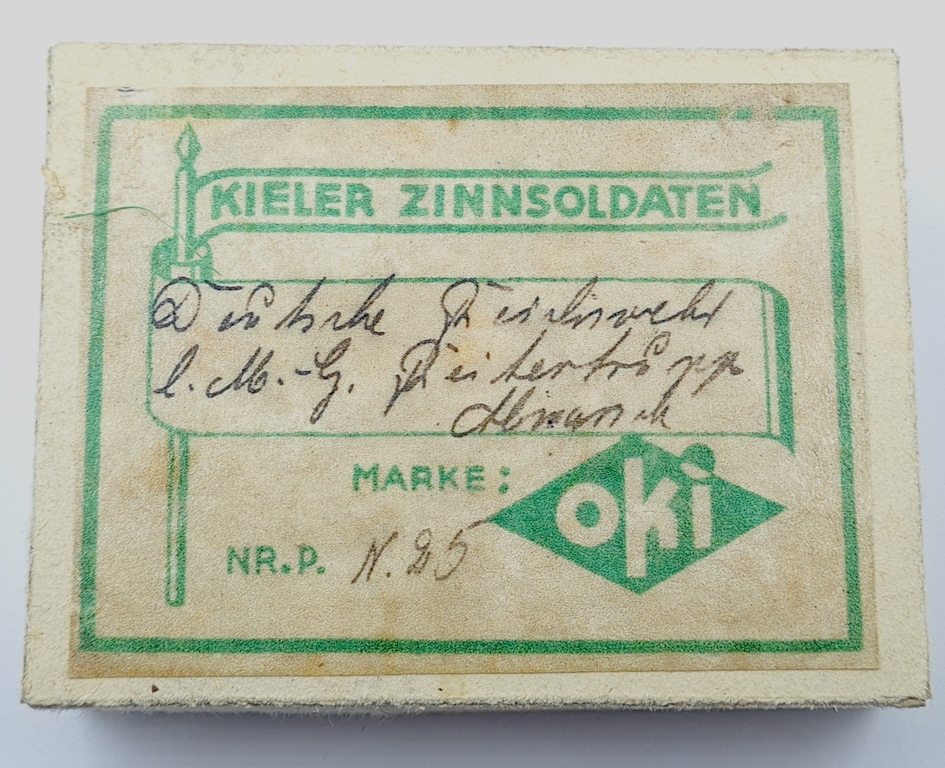 KIELER ZINNSOLDATEN
Deutsche Reichswehr
l. M.-G. Reitertrupp
MARKE: oki
NR.P. N. 25